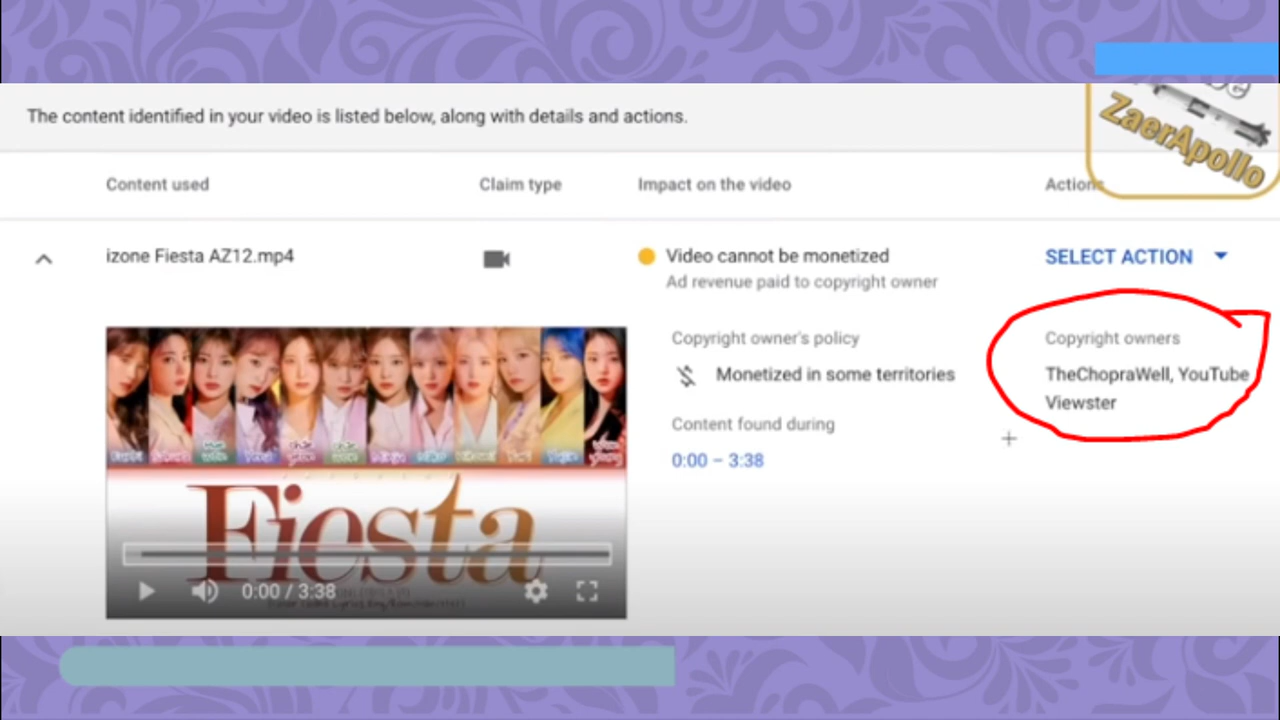 The content identified in your video is listed below, along with details and actions.
ZaerApollo
Content used Claim type Impact on the video Actions
izone Fiesta AZ12.mp4 Video cannot be monetized SELECT ACTION
Ad revenue paid to copyright owner
Copyright owner's policy Copyright owners
Monetized in some territories TheChopraWell, YouTube
Viewster
Content found during
0:00 – 3:38
Fiesta
0:00 / 3:38